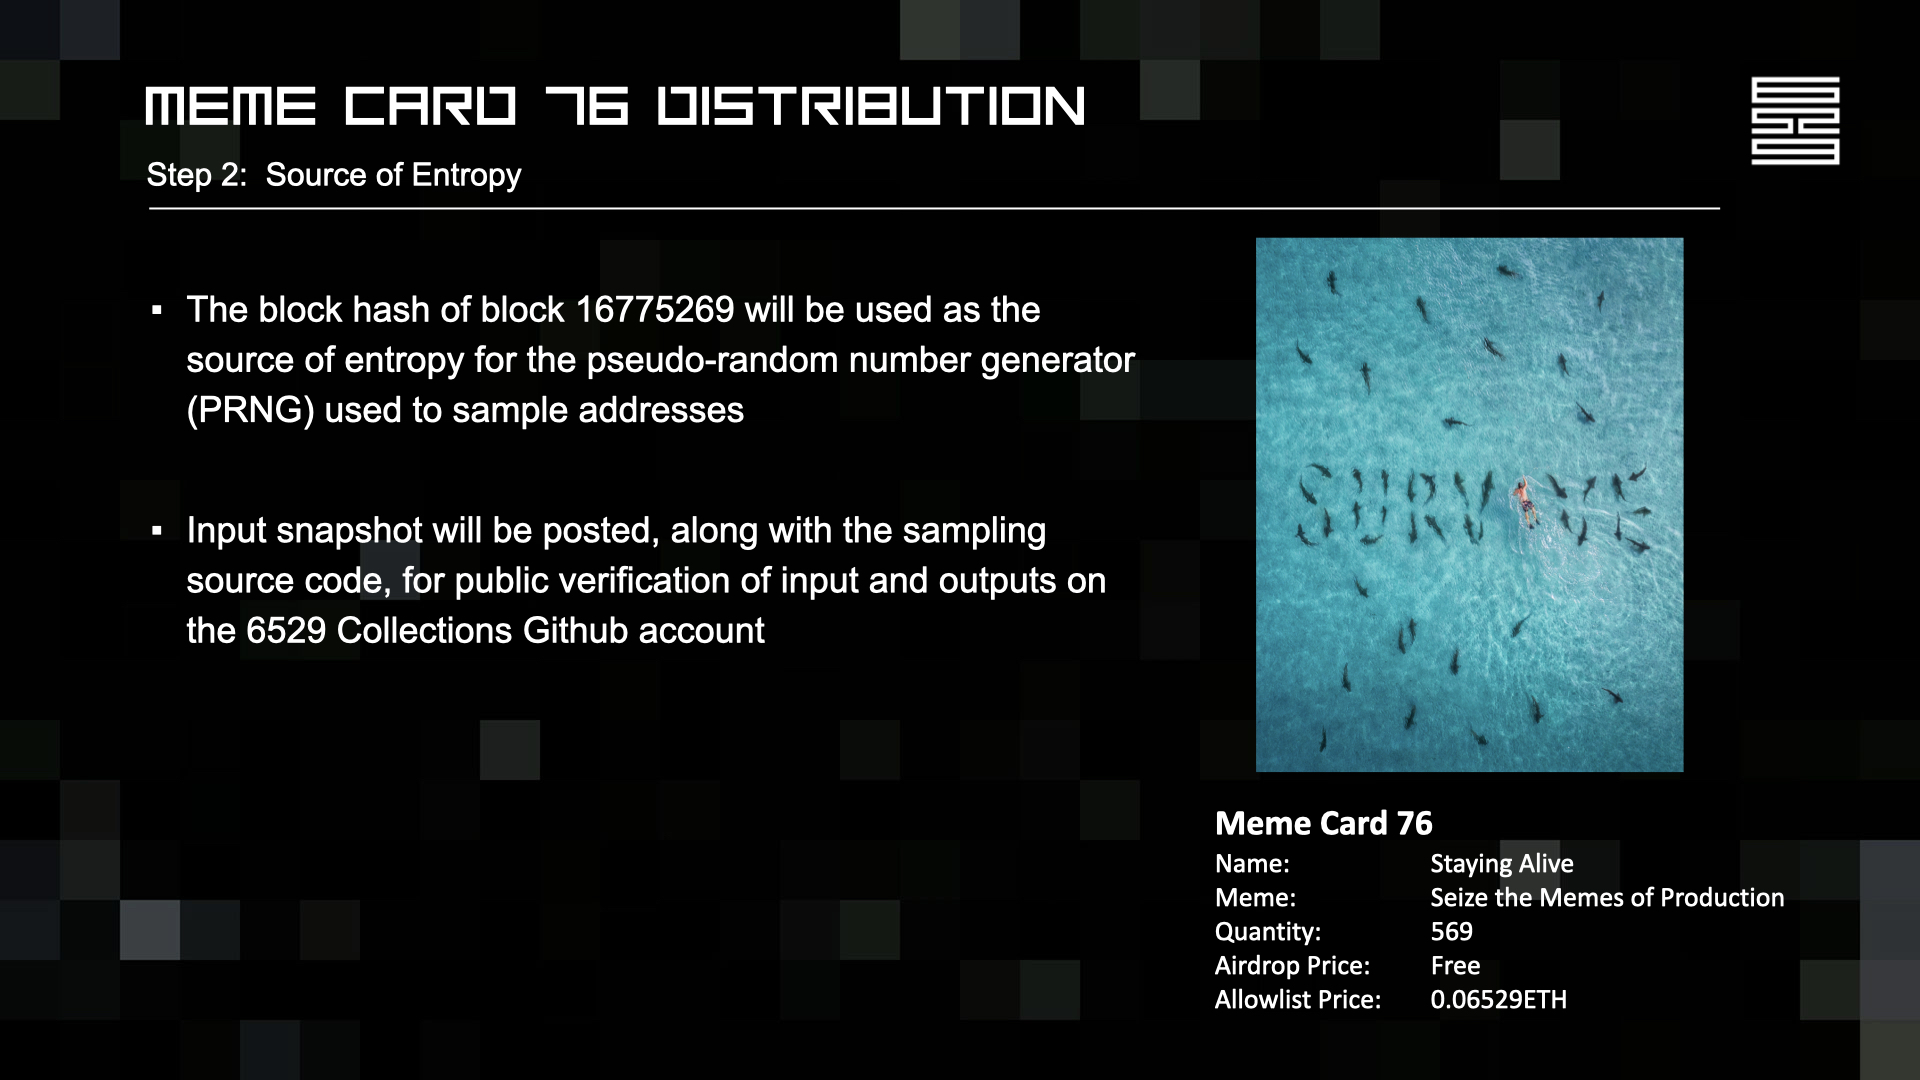 MEME CARD 76 DISTRIBUTION
Step 2: Source of Entropy
▪ The block hash of block 16775269 will be used as the
source of entropy for the pseudo-random number generator
(PRNG) used to sample addresses
▪ Input snapshot will be posted, along with the sampling
source code, for public verification of input and outputs on
the 6529 Collections Github account
SURVIVE
Meme Card 76
Name: Staying Alive
Meme: Seize the Memes of Production
Quantity: 569
Airdrop Price: Free
Allowlist Price: 0.06529ETH